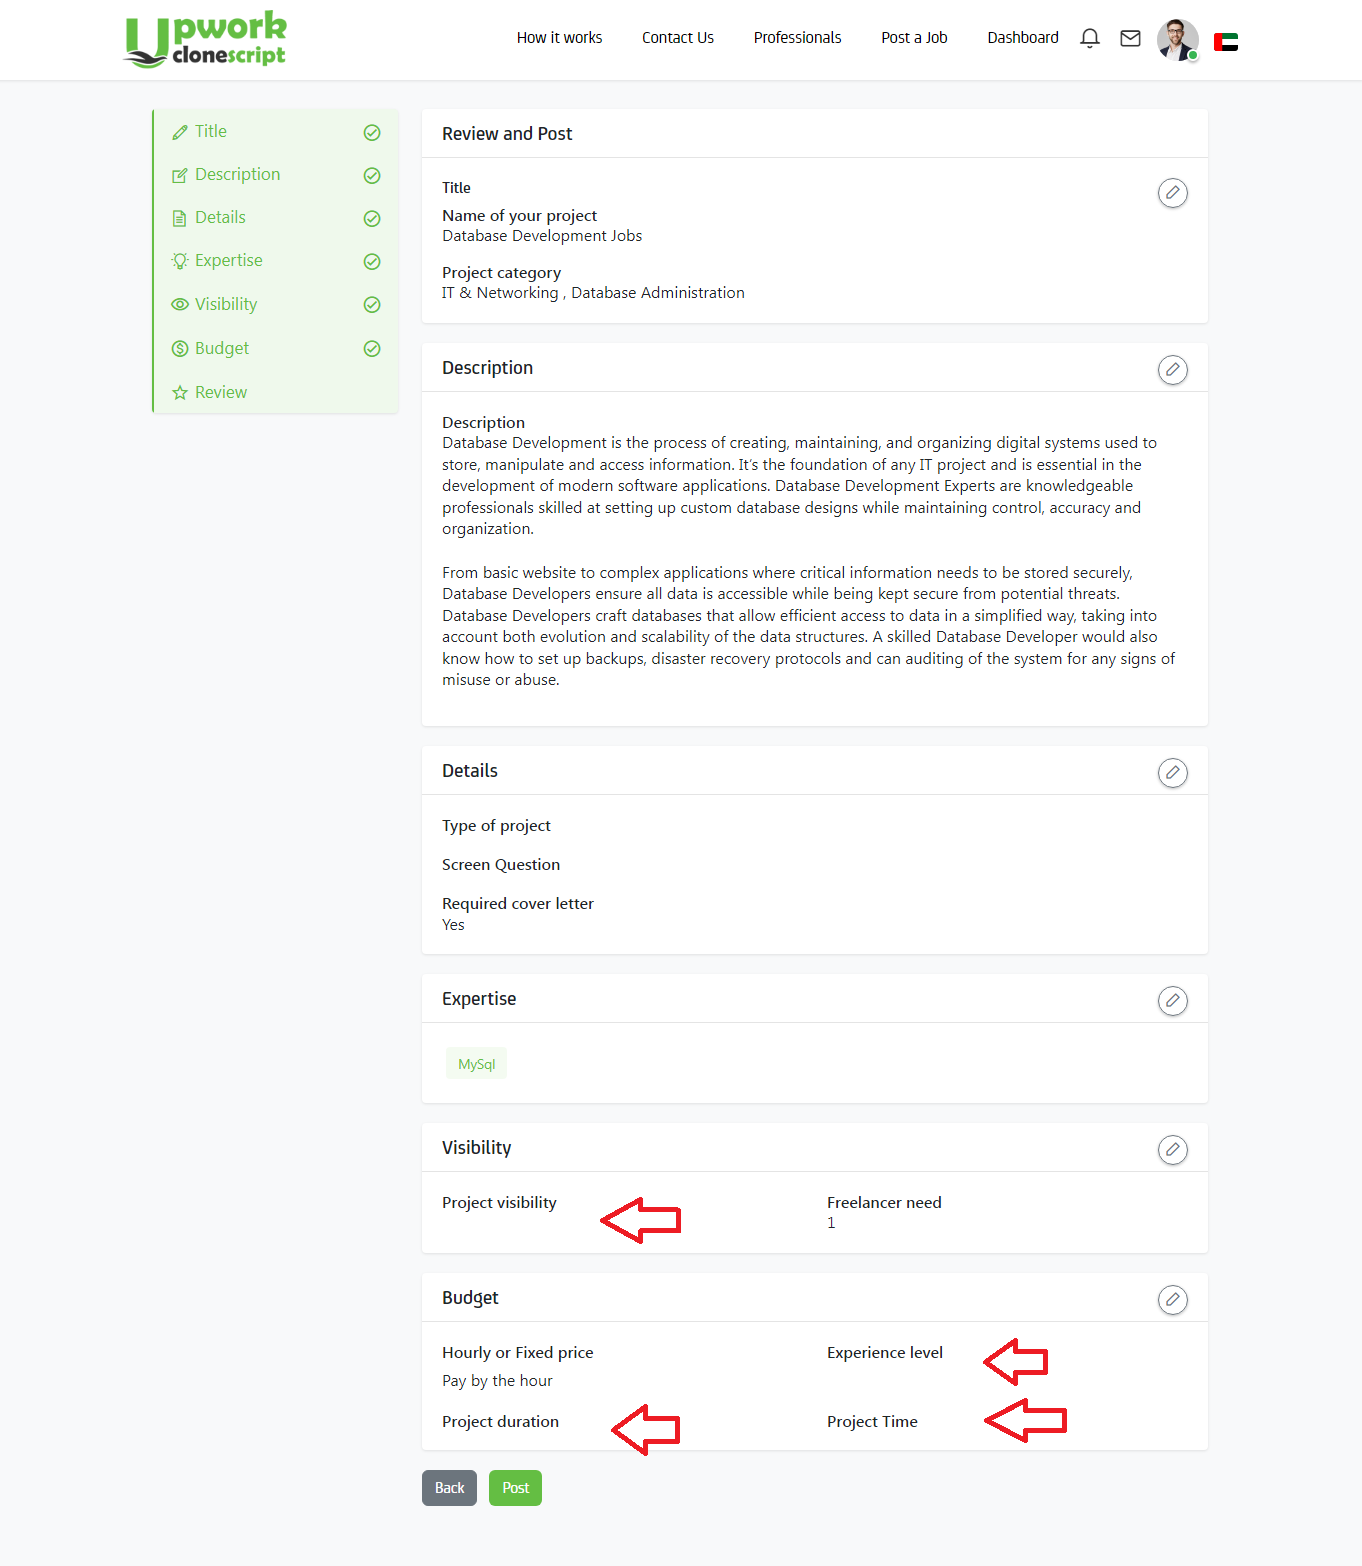 Upwork
clonescript
How it works
Contact Us
Professionals
Post a Job
Dashboard
Title
Description
Details
Expertise
Visibility
Budget
Review
Review and Post
Title
Name of your project
Database Development Jobs
Project category
IT & Networking , Database Administration
Description
Description
Database Development is the process of creating, maintaining, and organizing digital systems used to
store, manipulate and access information. It's the foundation of any IT project and is essential in the
development of modern software applications. Database Development Experts are knowledgeable
professionals skilled at setting up custom database designs while maintaining control, accuracy and
organization.
From basic website to complex applications where critical information needs to be stored securely,
Database Developers ensure all data is accessible while being kept secure from potential threats.
Database Developers craft databases that allow efficient access to data in a simplified way, taking into
account both evolution and scalability of the data structures. A skilled Database Developer would also
know how to set up backups, disaster recovery protocols and can auditing of the system for any signs of
misuse or abuse.
Details
Type of project
Screen Question
Required cover letter
Yes
Expertise
MySql
Visibility
Project visibility
Freelancer need
1
Budget
Hourly or Fixed price
Pay by the hour
Experience level
Project duration
Project Time
Back
Post